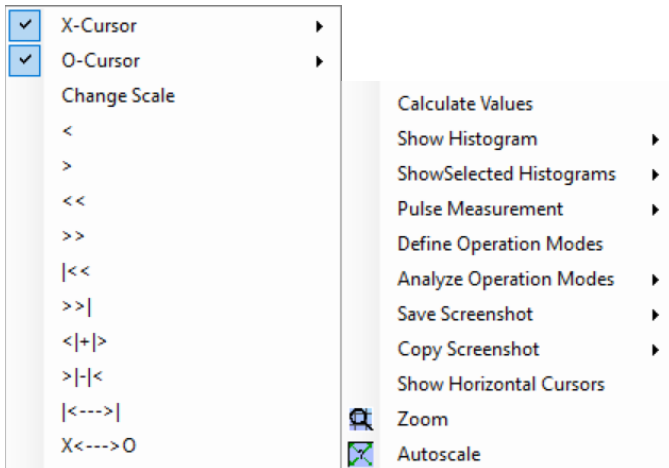 X-Cursor
O-Cursor
Change Scale
<
>
<<
>>
|<<
>>|
<|+|>
>|-|<
|<--->|
X<--->O
Calculate Values
Show Histogram
ShowSelected Histograms
Pulse Measurement
Define Operation Modes
Analyze Operation Modes
Save Screenshot
Copy Screenshot
Show Horizontal Cursors
Zoom
Autoscale